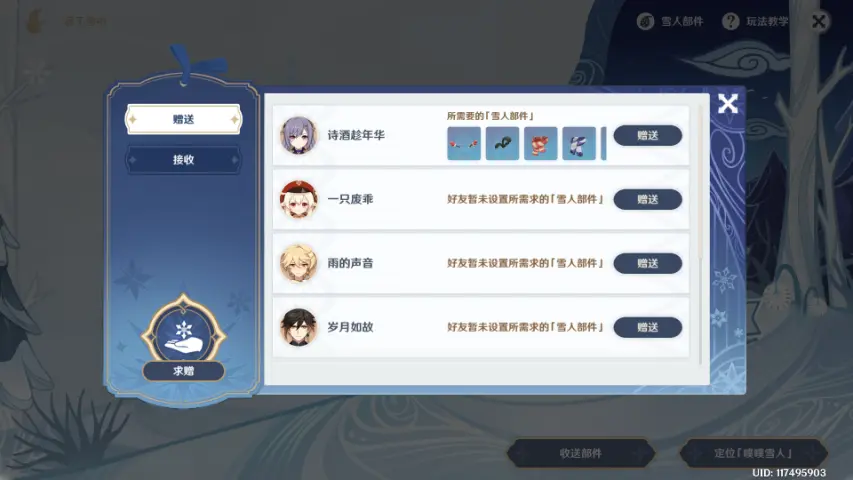 雪人部件
玩法教学
赠送
接收
求赠
诗酒趁年华
所需要的「雪人部件」
赠送
一只废乖
好友暂未设置所需求的「雪人部件」
赠送
雨的声音
好友暂未设置所需求的「雪人部件」
赠送
岁月如故
好友暂未设置所需求的「雪人部件」
赠送
收送部件
定位「噗噗雪人」
UID: 117495903